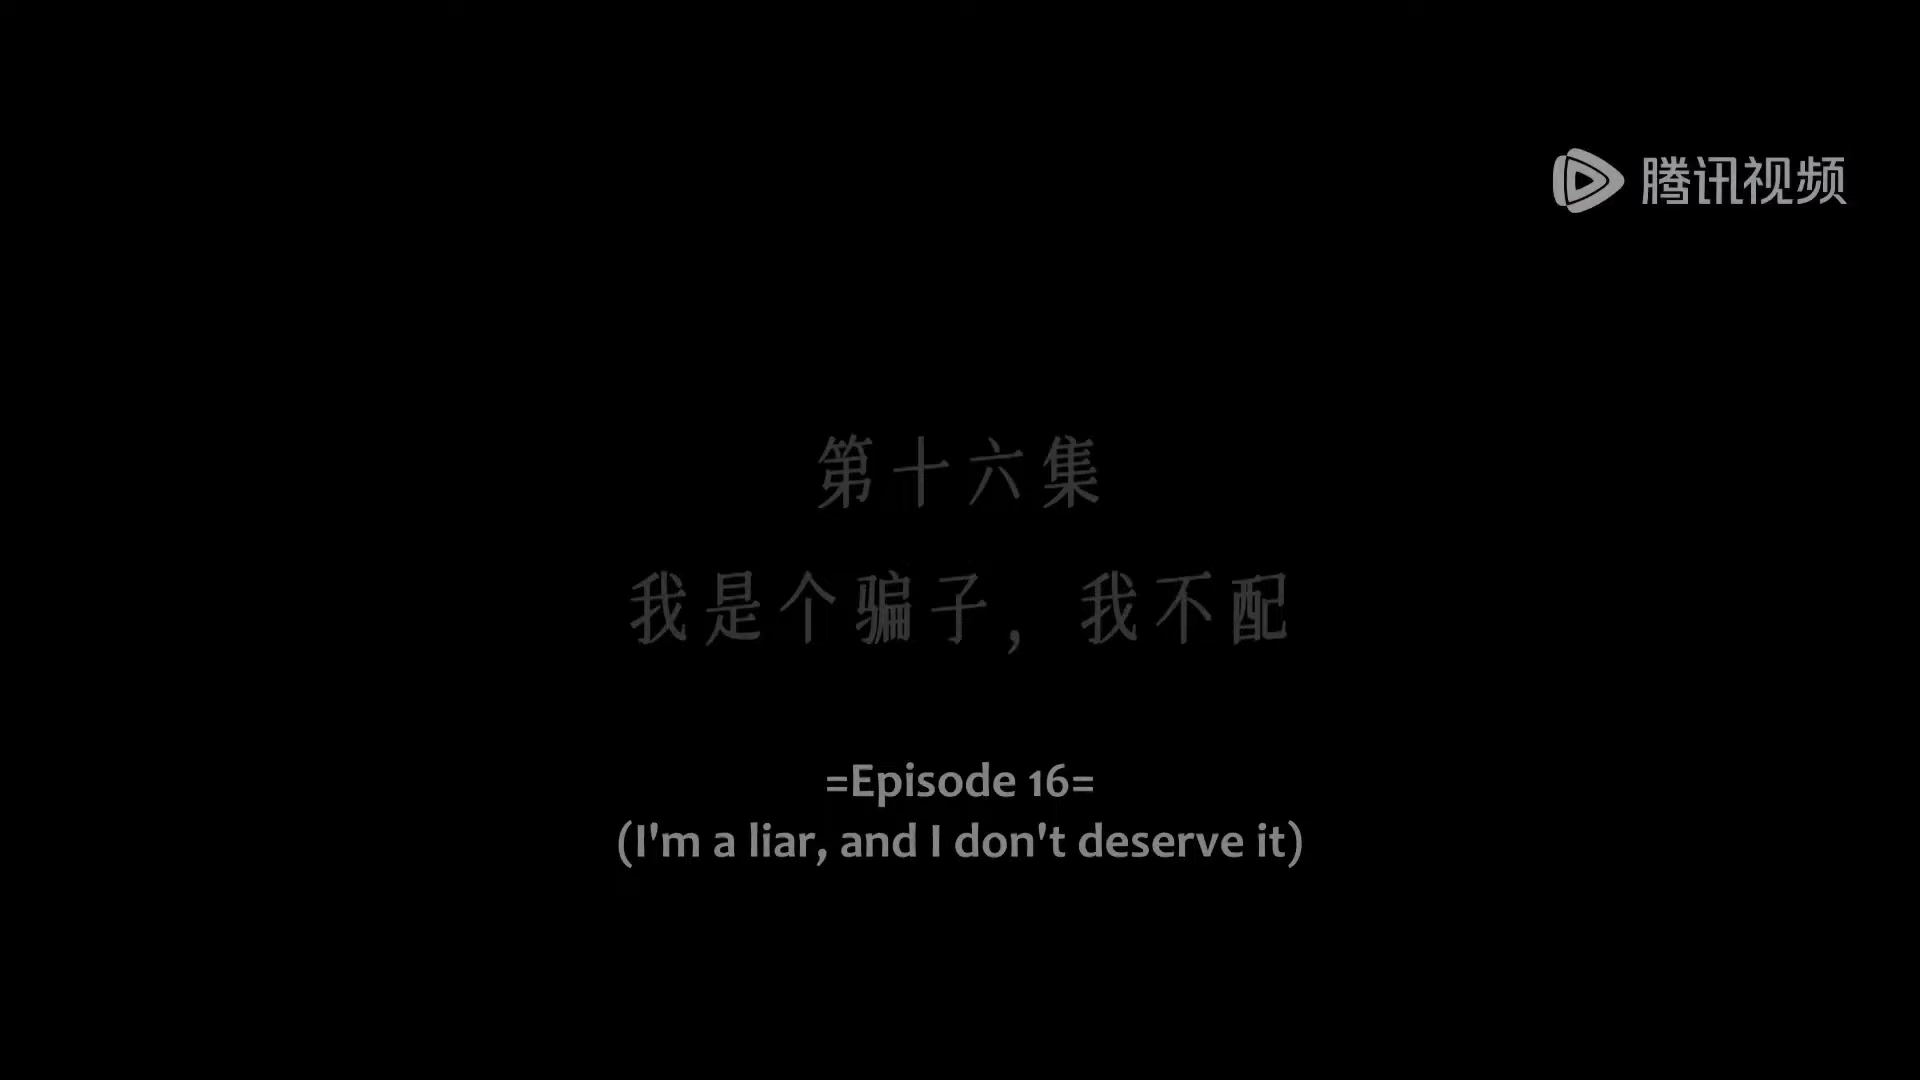 腾讯视频
第十六集
我是个骗子，我不配
=Episode 16=
(I'm a liar, and I don't deserve it)